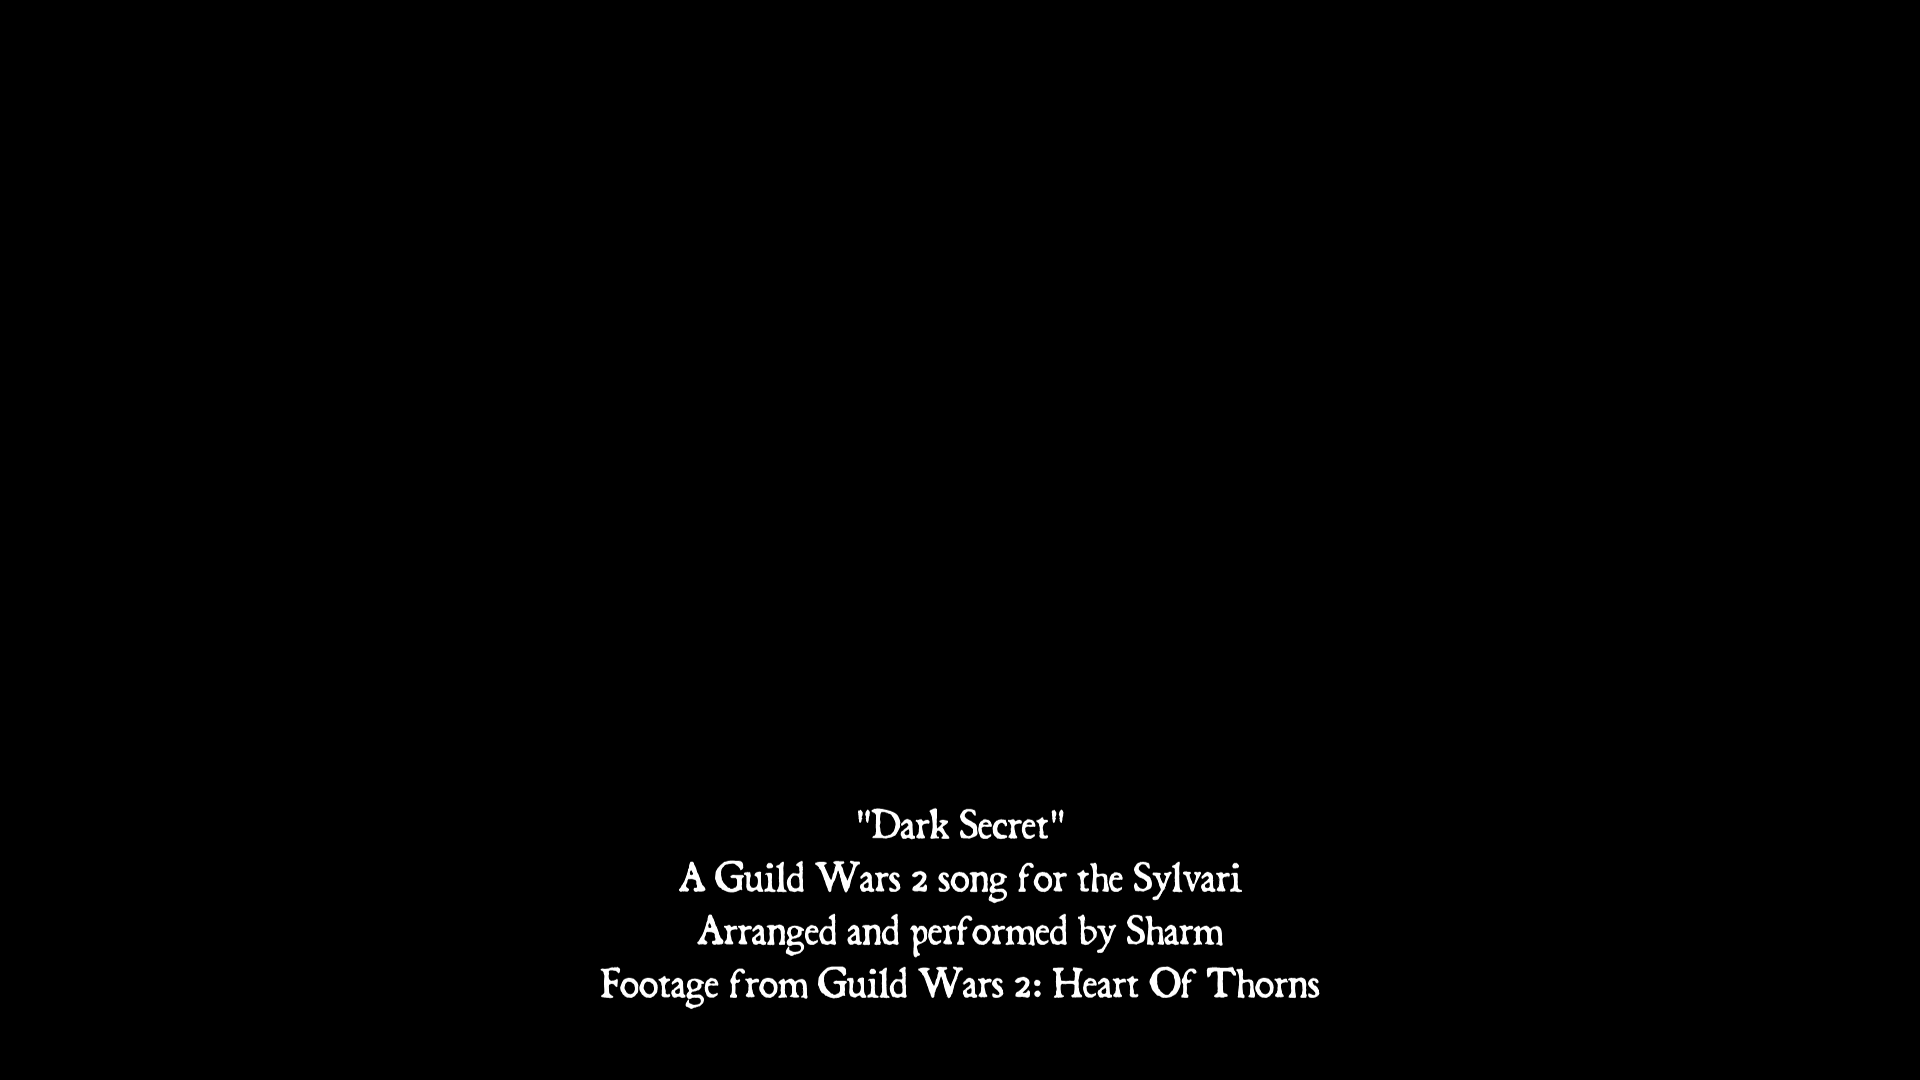 "Dark Secret"
A Guild Wars 2 song for the Sylvari
Arranged and performed by Sharm
Footage from Guild Wars 2: Heart Of Thorns